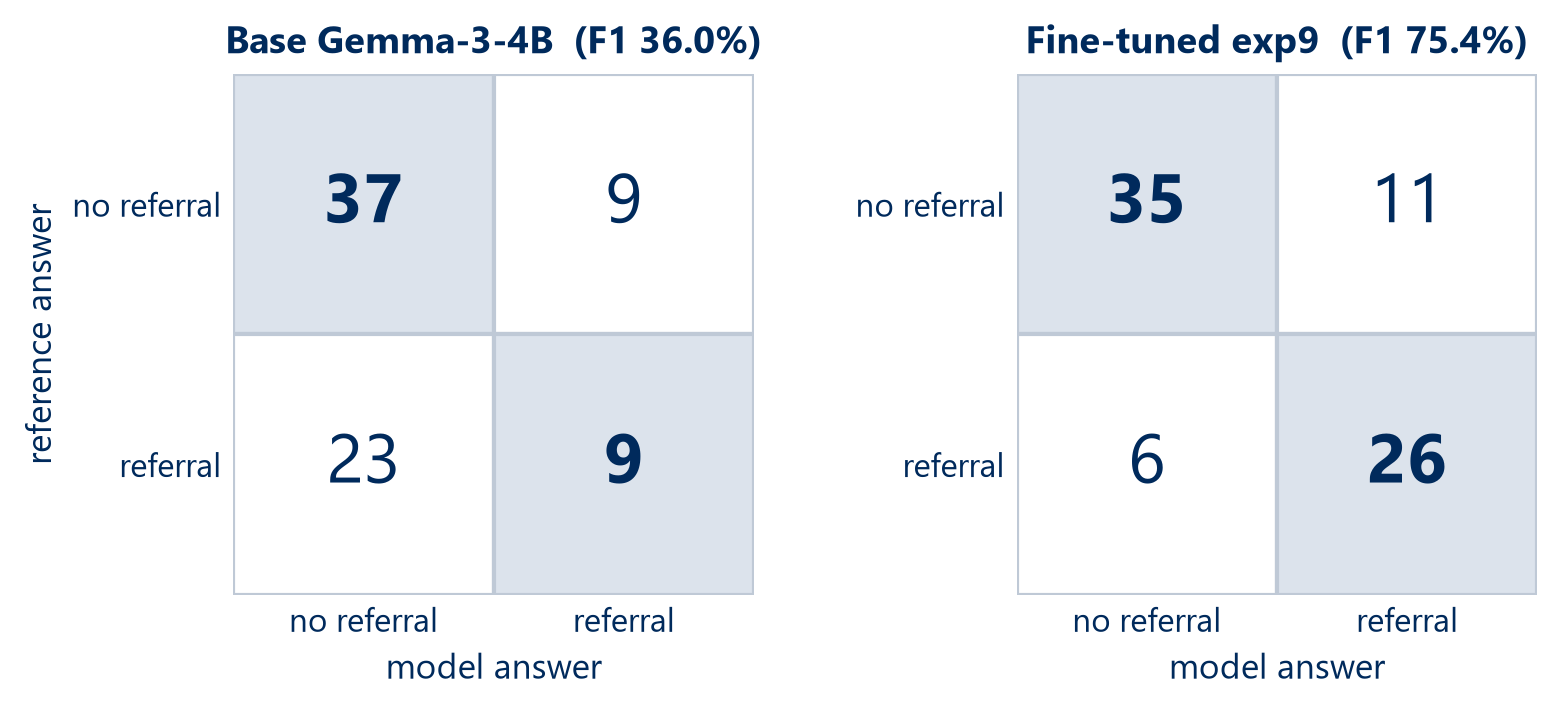 Base Gemma-3-4B (F1 36.0%)
37 9
23 9
no referral
referral
no referral referral
model answer
reference answer
Fine-tuned exp9 (F1 75.4%)
35 11
6 26
no referral
referral
no referral referral
model answer